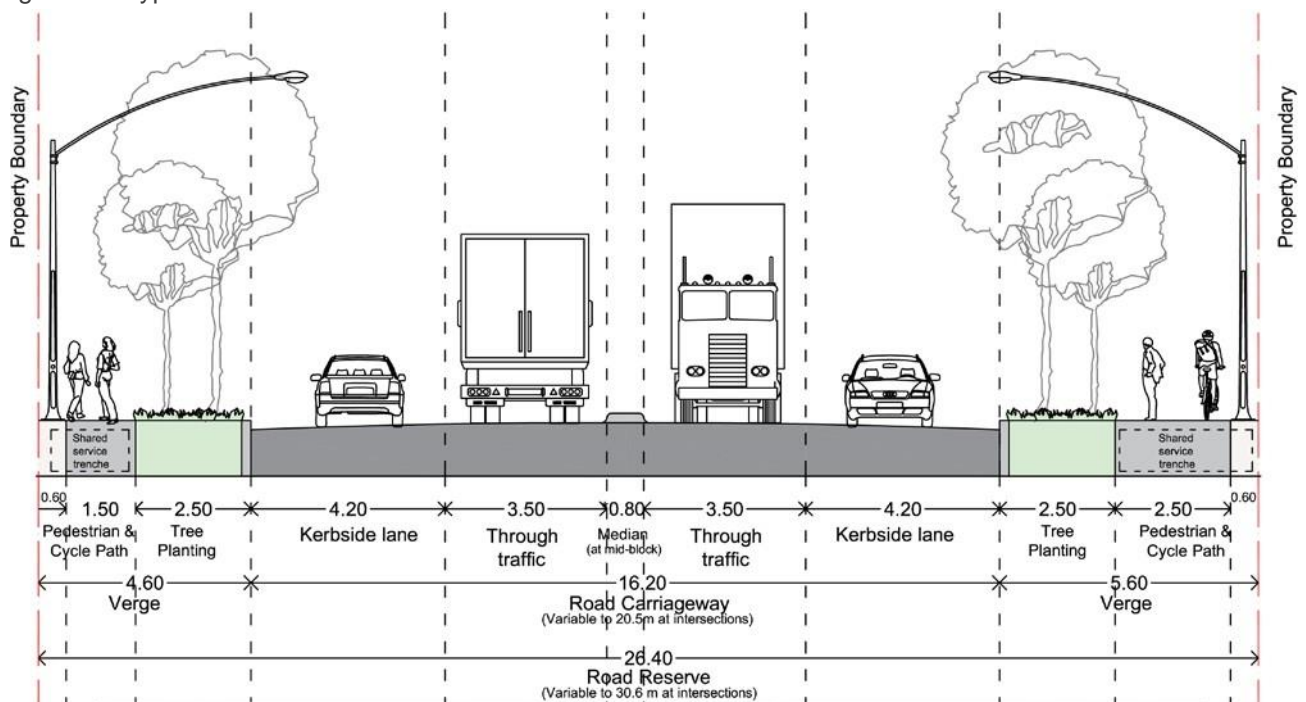 Property Boundary
Property Boundary
Shared
service
trenche
Shared
service
trenche
0.60
1.50
2.50
4.20
3.50
0.80
3.50
4.20
2.50
2.50
0.60
Pedestrian &
Cycle Path
Tree
Planting
Kerbside lane
Through
traffic
Median
(at mid-block)
Through
traffic
Kerbside lane
Tree
Planting
Pedestrian &
Cycle Path
4.60
Verge
16.20
Road Carriageway
(Variable to 20.5m at intersections)
5.60
Verge
26.40
Road Reserve
(Variable to 30.6 m at intersections)